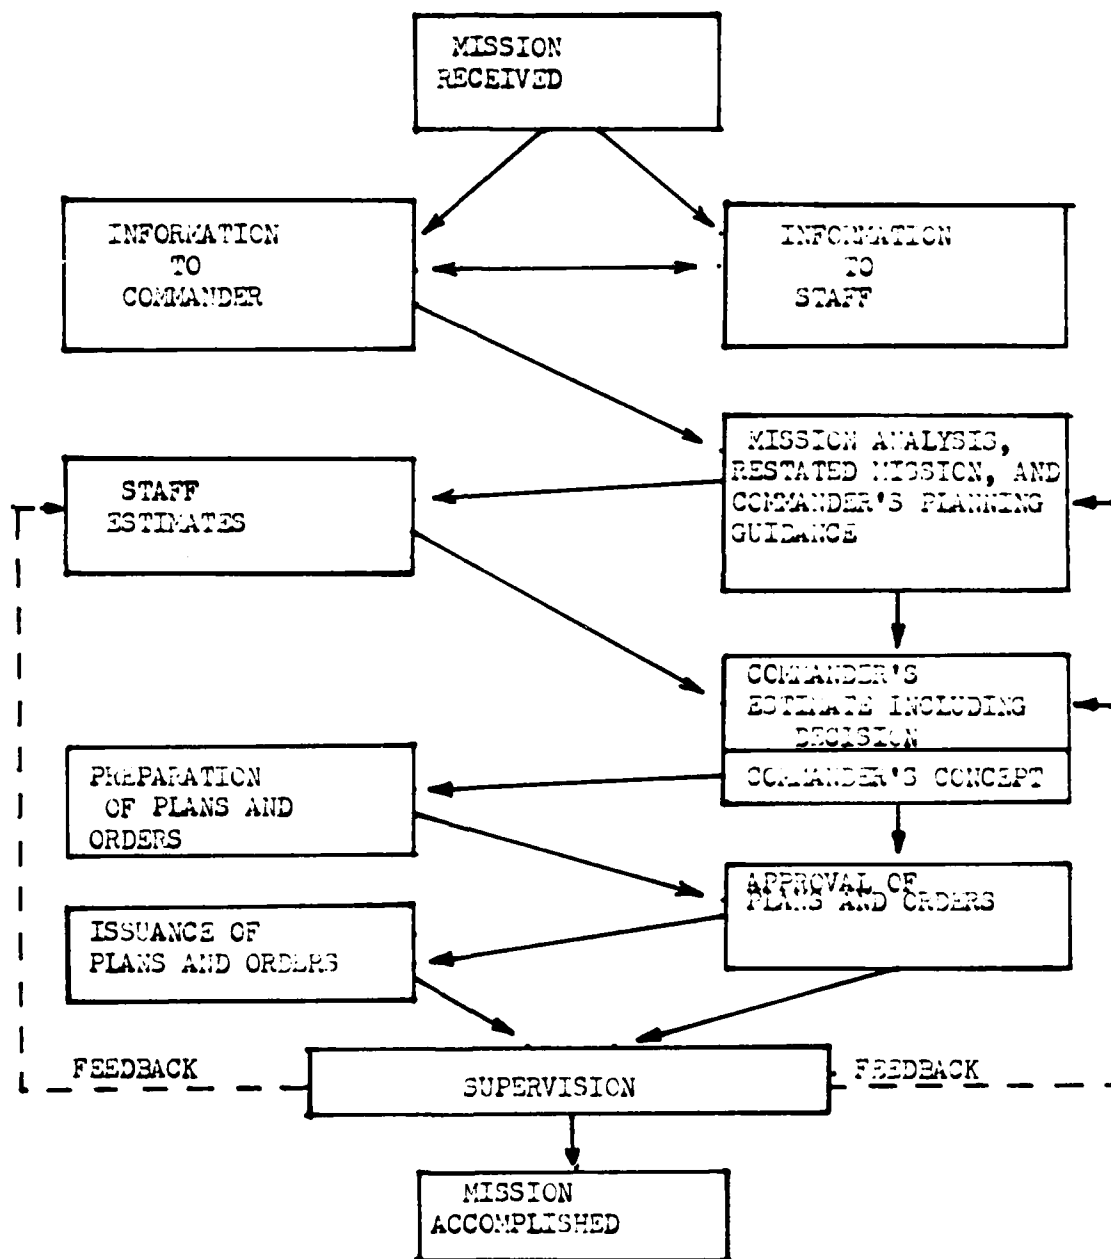 MISSION
RECEIVED
INFORMATION
TO
COMMANDER
INFORMATION
TO
STAFF
MISSION ANALYSIS,
RESTATED MISSION, AND
COMMANDER'S PLANNING
GUIDANCE
STAFF
ESTIMATES
COMMANDER'S
ESTIMATE INCLUDING
DECISION
COMMANDER'S CONCEPT
PREPARATION
OF PLANS AND
ORDERS
APPROVAL OF
PLANS AND ORDERS
ISSUANCE OF
PLANS AND ORDERS
FEEDBACK
FEEDBACK
SUPERVISION
MISSION
ACCOMPLISHED